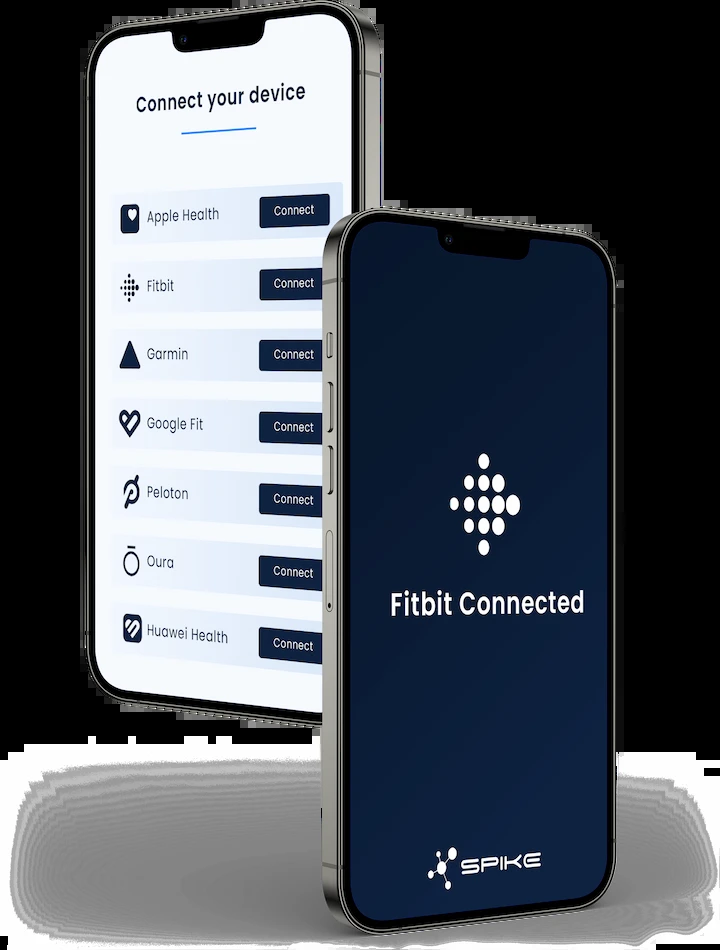 Connect your device
Apple Health
Connect
Fitbit
Connect
Garmin
Connect
Google Fit
Connect
Peloton
Connect
Oura
Connect
Huawei Health
Connect
Fitbit Connected
SPIKE